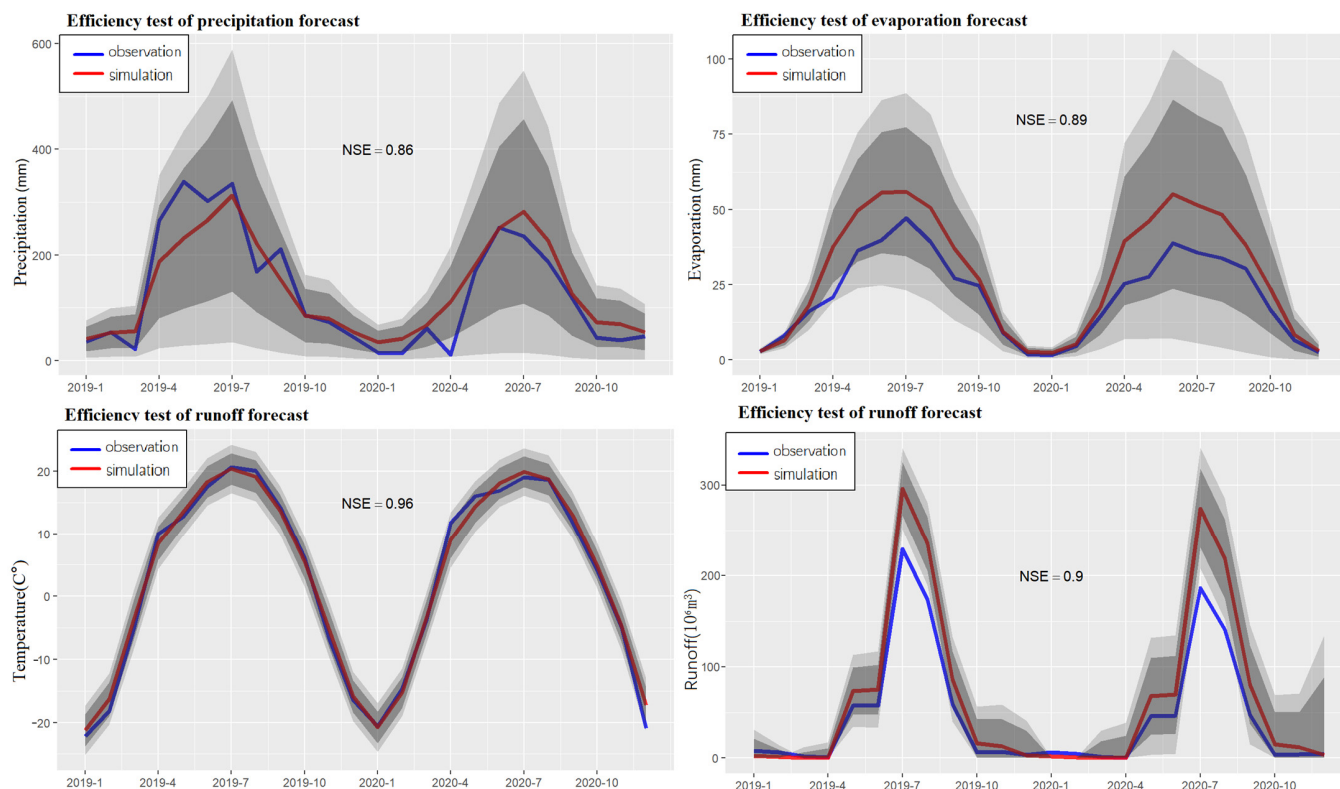 Efficiency test of precipitation forecast
observation
simulation
NSE = 0.86
Precipitation (mm)
600
400
200
0
2019-1 2019-4 2019-7 2019-10 2020-1 2020-4 2020-7 2020-10
Efficiency test of evaporation forecast
observation
simulation
NSE = 0.89
Evaporation (mm)
100
75
50
25
0
2019-1 2019-4 2019-7 2019-10 2020-1 2020-4 2020-7 2020-10
Efficiency test of runoff forecast
observation
simulation
NSE = 0.96
Temperature(C°)
20
10
0
−10
−20
2019-1 2019-4 2019-7 2019-10 2020-1 2020-4 2020-7 2020-10
Efficiency test of runoff forecast
observation
simulation
NSE = 0.9
Runoff(10⁶m³)
300
200
100
0
2019-1 2019-4 2019-7 2019-10 2020-1 2020-4 2020-7 2020-10